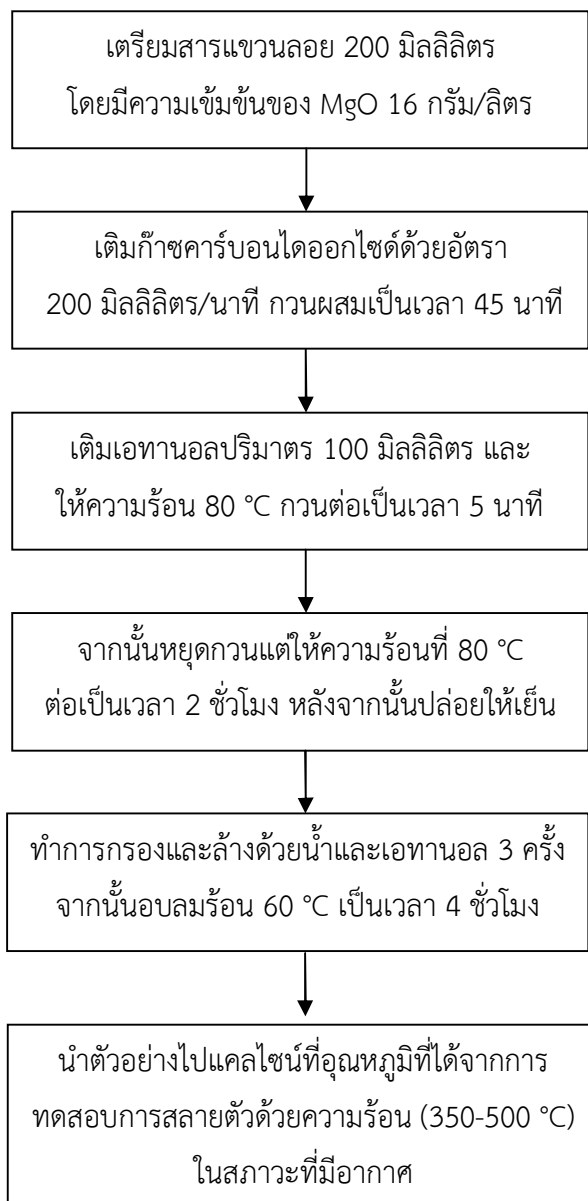 เตรียมสารแขวนลอย 200 มิลลิลิตร
โดยมีความเข้มข้นของ MgO 16 กรัม/ลิตร
เติมก๊าซคาร์บอนไดออกไซด์ด้วยอัตรา
200 มิลลิลิตร/นาที กวนผสมเป็นเวลา 45 นาที
เติมเอทานอลปริมาตร 100 มิลลิลิตร และ
ให้ความร้อน 80 °C กวนต่อเป็นเวลา 5 นาที
จากนั้นหยุดกวนแต่ให้ความร้อนที่ 80 °C
ต่อเป็นเวลา 2 ชั่วโมง หลังจากนั้นปล่อยให้เย็น
ทำการกรองและล้างด้วยน้ำและเอทานอล 3 ครั้ง
จากนั้นอบลมร้อน 60 °C เป็นเวลา 4 ชั่วโมง
นำตัวอย่างไปแคลไซน์ที่อุณหภูมิที่ได้จากการ
ทดสอบการสลายตัวด้วยความร้อน (350-500 °C)
ในสภาวะที่มีอากาศ